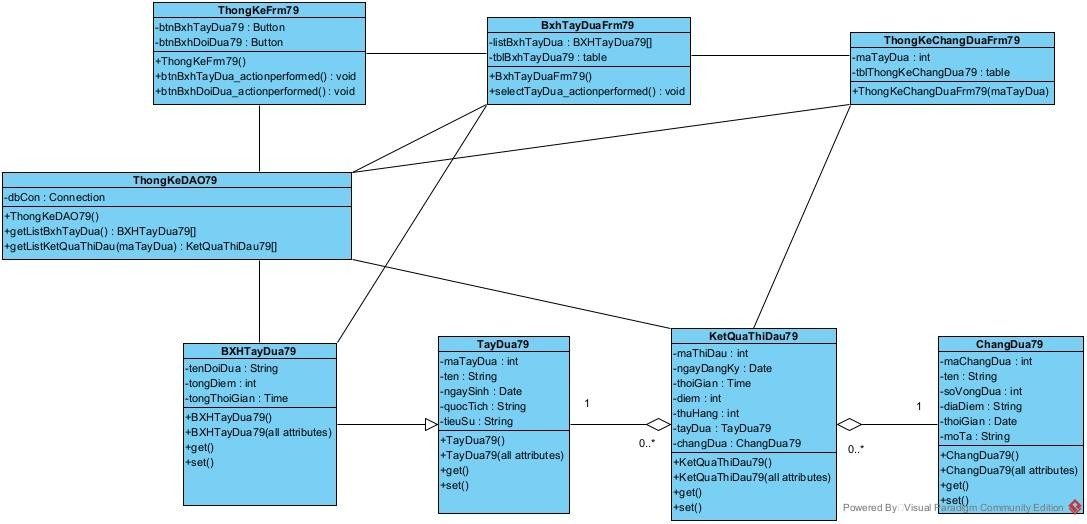 ThongKeFrm79
-btnBxhTayDua79 : Button
-btnBxhDoiDua79 : Button
+ThongKeFrm79()
+btnBxhTayDua_actionperformed() : void
+btnBxhDoiDua_actionperformed() : void
BxhTayDuaFrm79
-listBxhTayDua : BXHTayDua79[]
-tblBxhTayDua79 : table
+BxhTayDuaFrm79()
+selectTayDua_actionperformed() : void
ThongKeChangDuaFrm79
-maTayDua : int
-tblThongKeChangDua79 : table
+ThongKeChangDuaFrm79(maTayDua)
ThongKeDAO79
-dbCon : Connection
+ThongKeDAO79()
+getListBxhTayDua() : BXHTayDua79[]
+getListKetQuaThiDau(maTayDua) : KetQuaThiDau79[]
BXHTayDua79
-tenDoiDua : String
-tongDiem : int
-tongThoiGian : Time
+BXHTayDua79()
+BXHTayDua79(all attributes)
+get()
+set()
TayDua79
-maTayDua : int
-ten : String
-ngaySinh : Date
-quocTich : String
-tieuSu : String
+TayDua79()
+TayDua79(all attributes)
+get()
+set()
1
0..*
KetQuaThiDau79
-maThiDau : int
-ngayDangKy : Date
-thoiGian : Time
-diem : int
-thuHang : int
-tayDua : TayDua79
-changDua : ChangDua79
+KetQuaThiDau79()
+KetQuaThiDau79(all attributes)
+get()
+set()
1
0..*
ChangDua79
-maChangDua : int
-ten : String
-soVongDua : int
-diaDiem : String
-thoiGian : Date
-moTa : String
+ChangDua79()
+ChangDua79(all attributes)
+get()
+set()
Powered By Visual Paradigm Community Edition